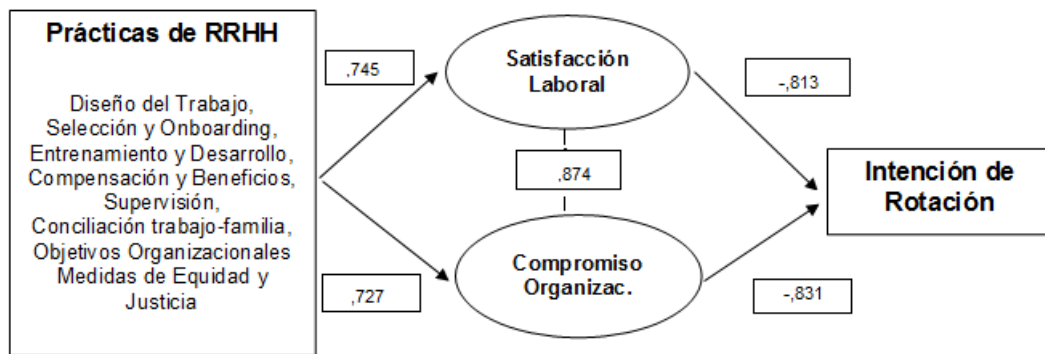 Prácticas de RRHH
Diseño del Trabajo,
Selección y Onboarding,
Entrenamiento y Desarrollo,
Compensación y Beneficios,
Supervisión,
Conciliación trabajo-familia,
Objetivos Organizacionales
Medidas de Equidad y
Justicia
,745
,727
Satisfacción
Laboral
,874
Compromiso
Organizac.
-,813
-,831
Intención de
Rotación